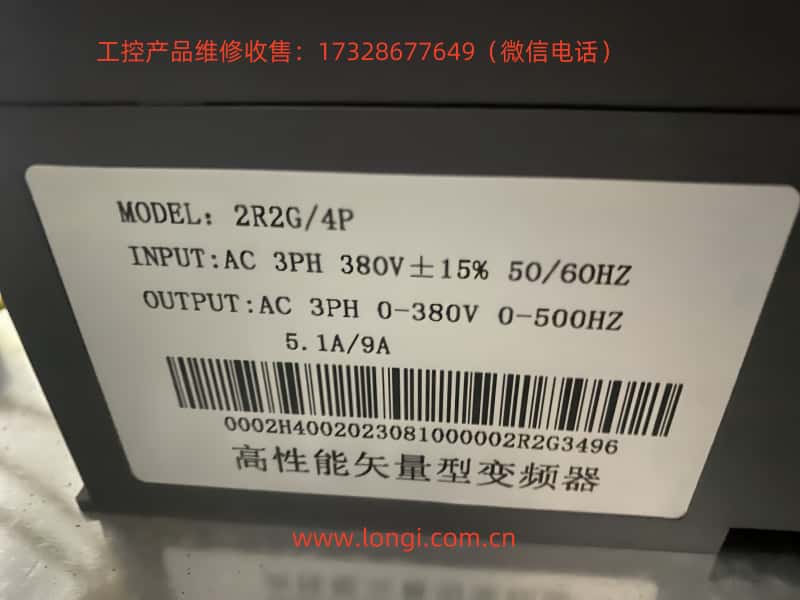 工控产品维修收售：17328677649（微信电话）
MODEL: 2R2G/4P
INPUT:AC 3PH 380V±15% 50/60HZ
OUTPUT:AC 3PH 0-380V 0-500HZ
5.1A/9A
0002H4002023081000002R2G3496
高性能矢量型变频器
www.longi.com.cn